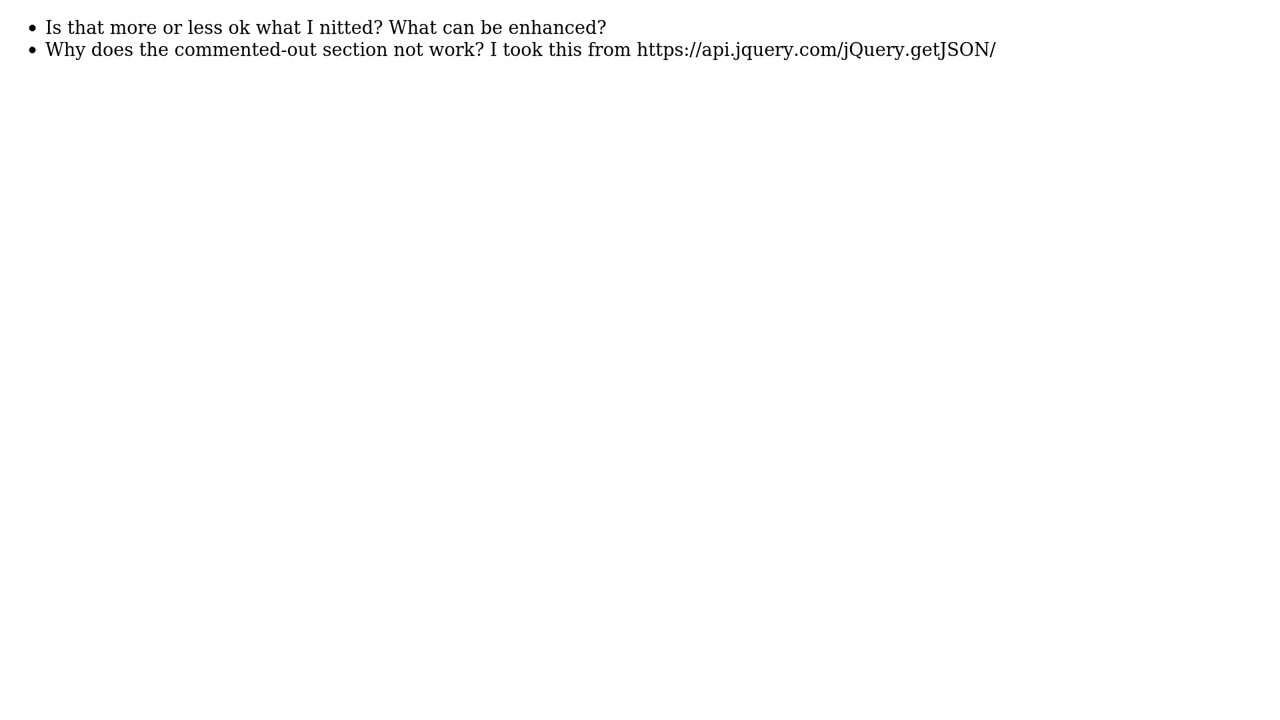 Is that more or less ok what I nitted? What can be enhanced?
Why does the commented-out section not work? I took this from https://api.jquery.com/jQuery.getJSON/